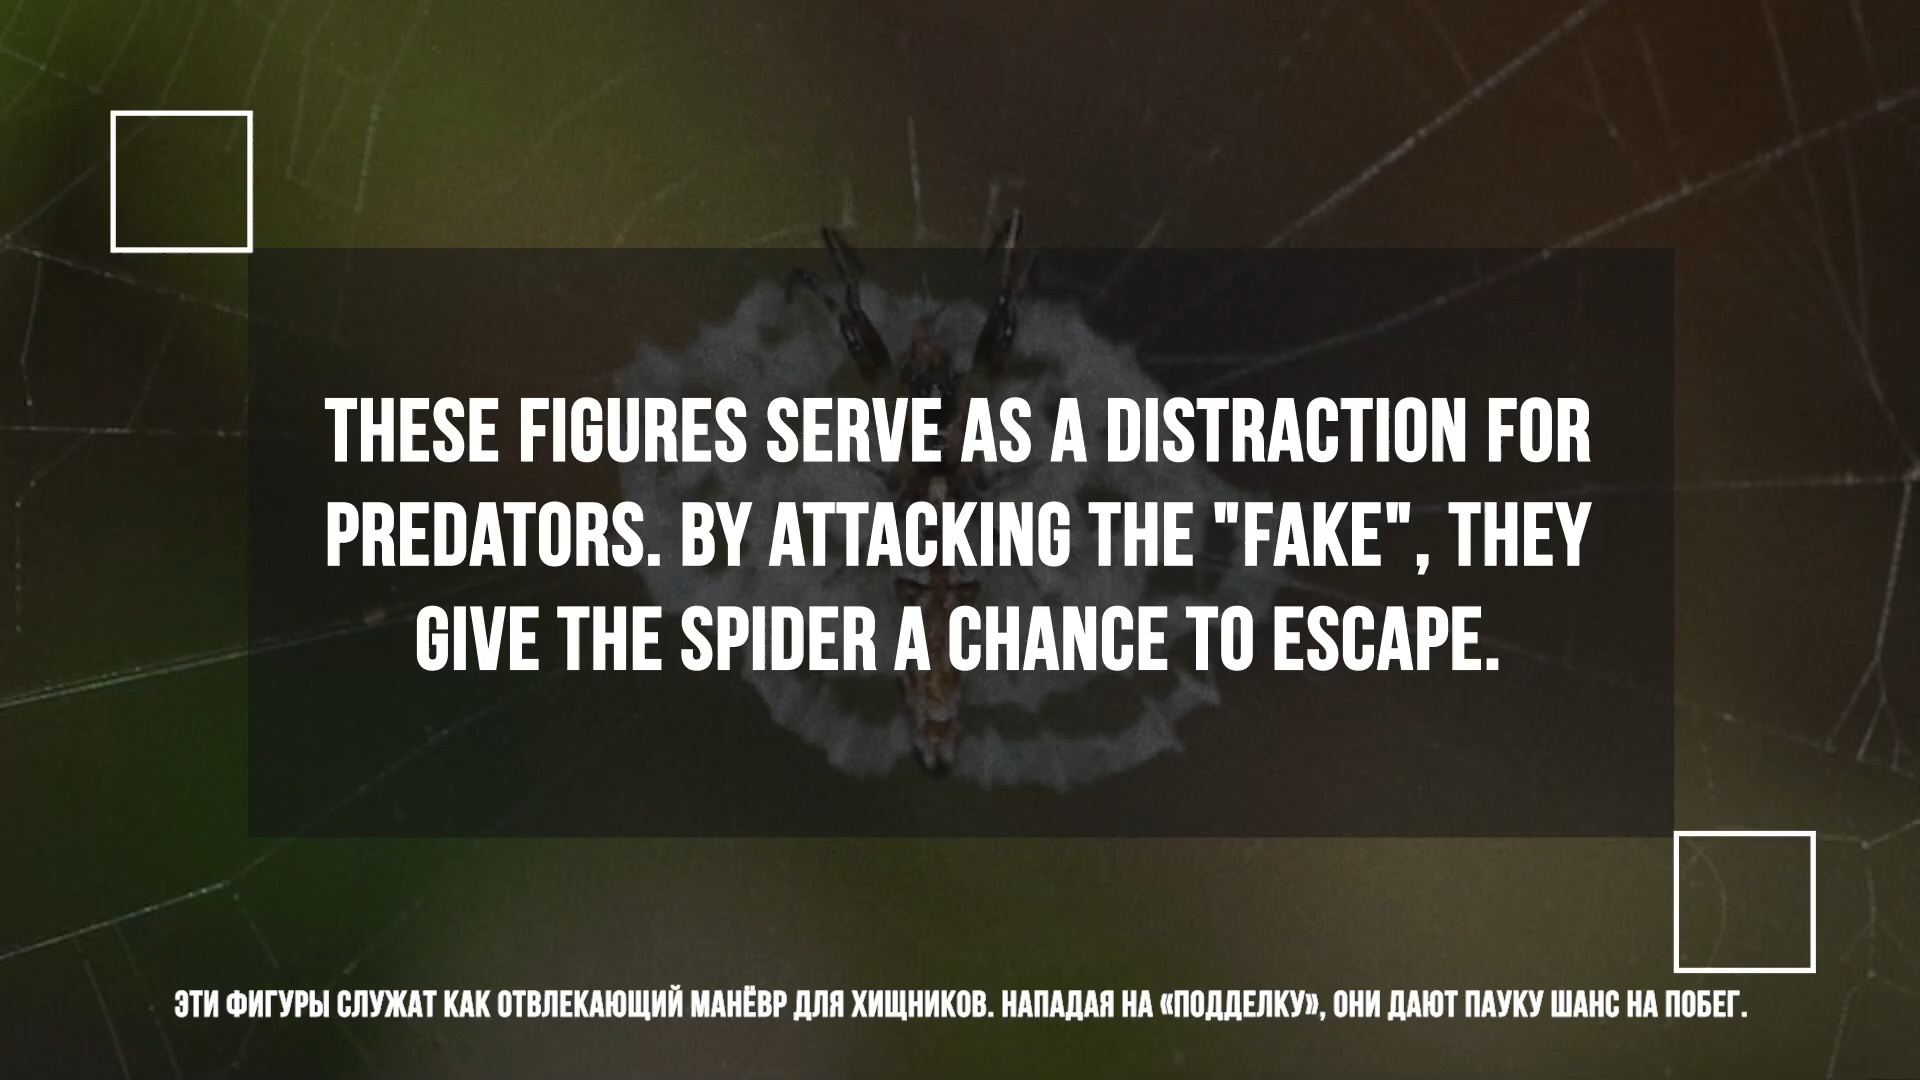 THESE FIGURES SERVE AS A DISTRACTION FOR
PREDATORS. BY ATTACKING THE "FAKE", THEY
GIVE THE SPIDER A CHANCE TO ESCAPE.
ЭТИ ФИГУРЫ СЛУЖАТ КАК ОТВЛЕКАЮЩИЙ МАНЁВР ДЛЯ ХИЩНИКОВ. НАПАДАЯ НА «ПОДДЕЛКУ», ОНИ ДАЮТ ПАУКУ ШАНС НА ПОБЕГ.